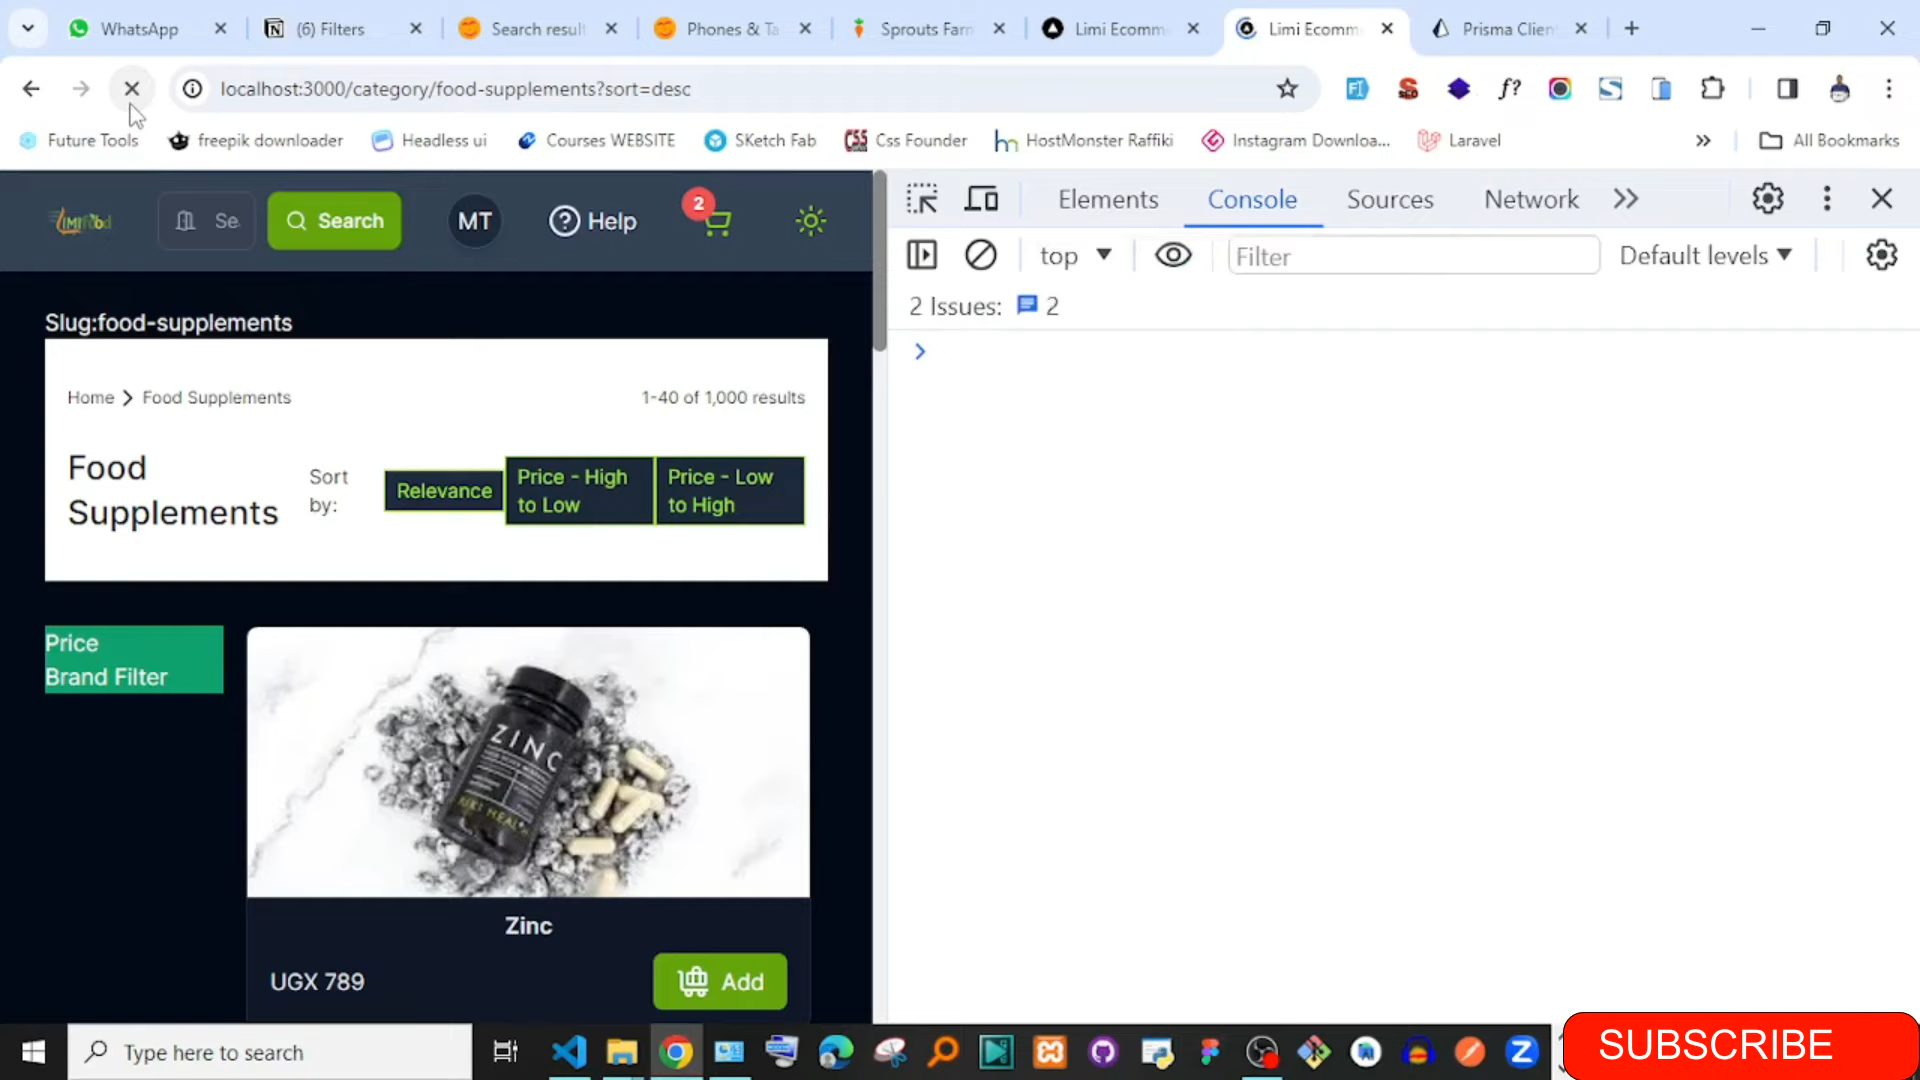 WhatsApp
(6) Filters
Search result
Phones & Ta
Sprouts Farm
Limi Ecomm
Limi Ecomm
Prisma Clien
localhost:3000/category/food-supplements?sort=desc
Future Tools
freepik downloader
Headless ui
Courses WEBSITE
SKetch Fab
Css Founder
HostMonster Raffiki
Instagram Downloa...
Laravel
All Bookmarks
Se
Search
MT
Help
2
Elements
Console
Sources
Network
top
Filter
Default levels
2 Issues: 2
Slug:food-supplements
Home > Food Supplements
1-40 of 1,000 results
Food
Supplements
Sort
by:
Relevance
Price - High
to Low
Price - Low
to High
Price
Brand Filter
ZINC
Zinc
UGX 789
Add
Type here to search
SUBSCRIBE